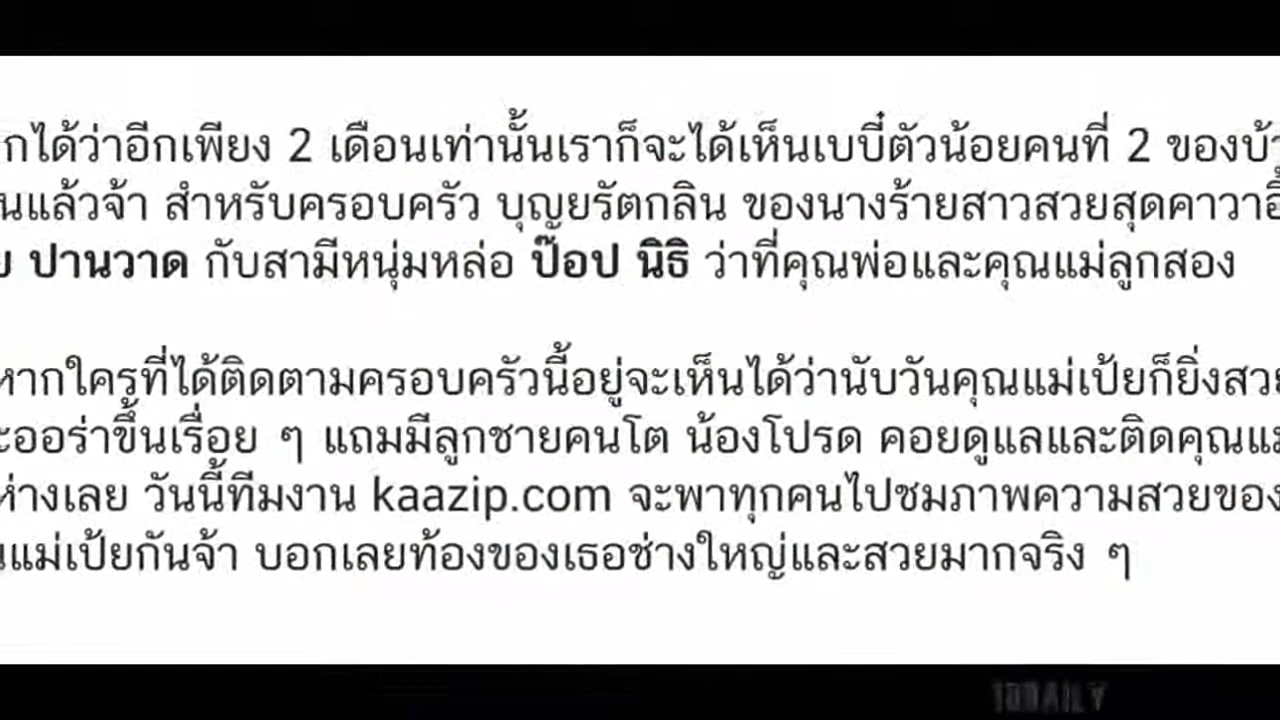 กได้ว่าอีกเพียง 2 เดือนเท่านั้นเราก็จะได้เห็นเบบี๋ตัวน้อยคนที่ 2 ของบ้า
นแล้วจ้า สำหรับครอบครัว บุญยรัตกลิน ของนางร้ายสาวสวยสุดคาวาอี้
ย ปานวาด กับสามีหนุ่มหล่อ ป๊อป นิธิ ว่าที่คุณพ่อและคุณแม่ลูกสอง
หากใครที่ได้ติดตามครอบครัวนี้อยู่จะเห็นได้ว่านับวันคุณแม่เป้ยก็ยิ่งสวย
ะออร่าขึ้นเรื่อย ๆ แถมมีลูกชายคนโต น้องโปรด คอยดูแลและติดคุณแม
ห่างเลย วันนี้ทีมงาน kaazip.com จะพาทุกคนไปชมภาพความสวยของ
นแม่เป้ยกันจ้า บอกเลยท้องของเธอช่างใหญ่และสวยมากจริง ๆ